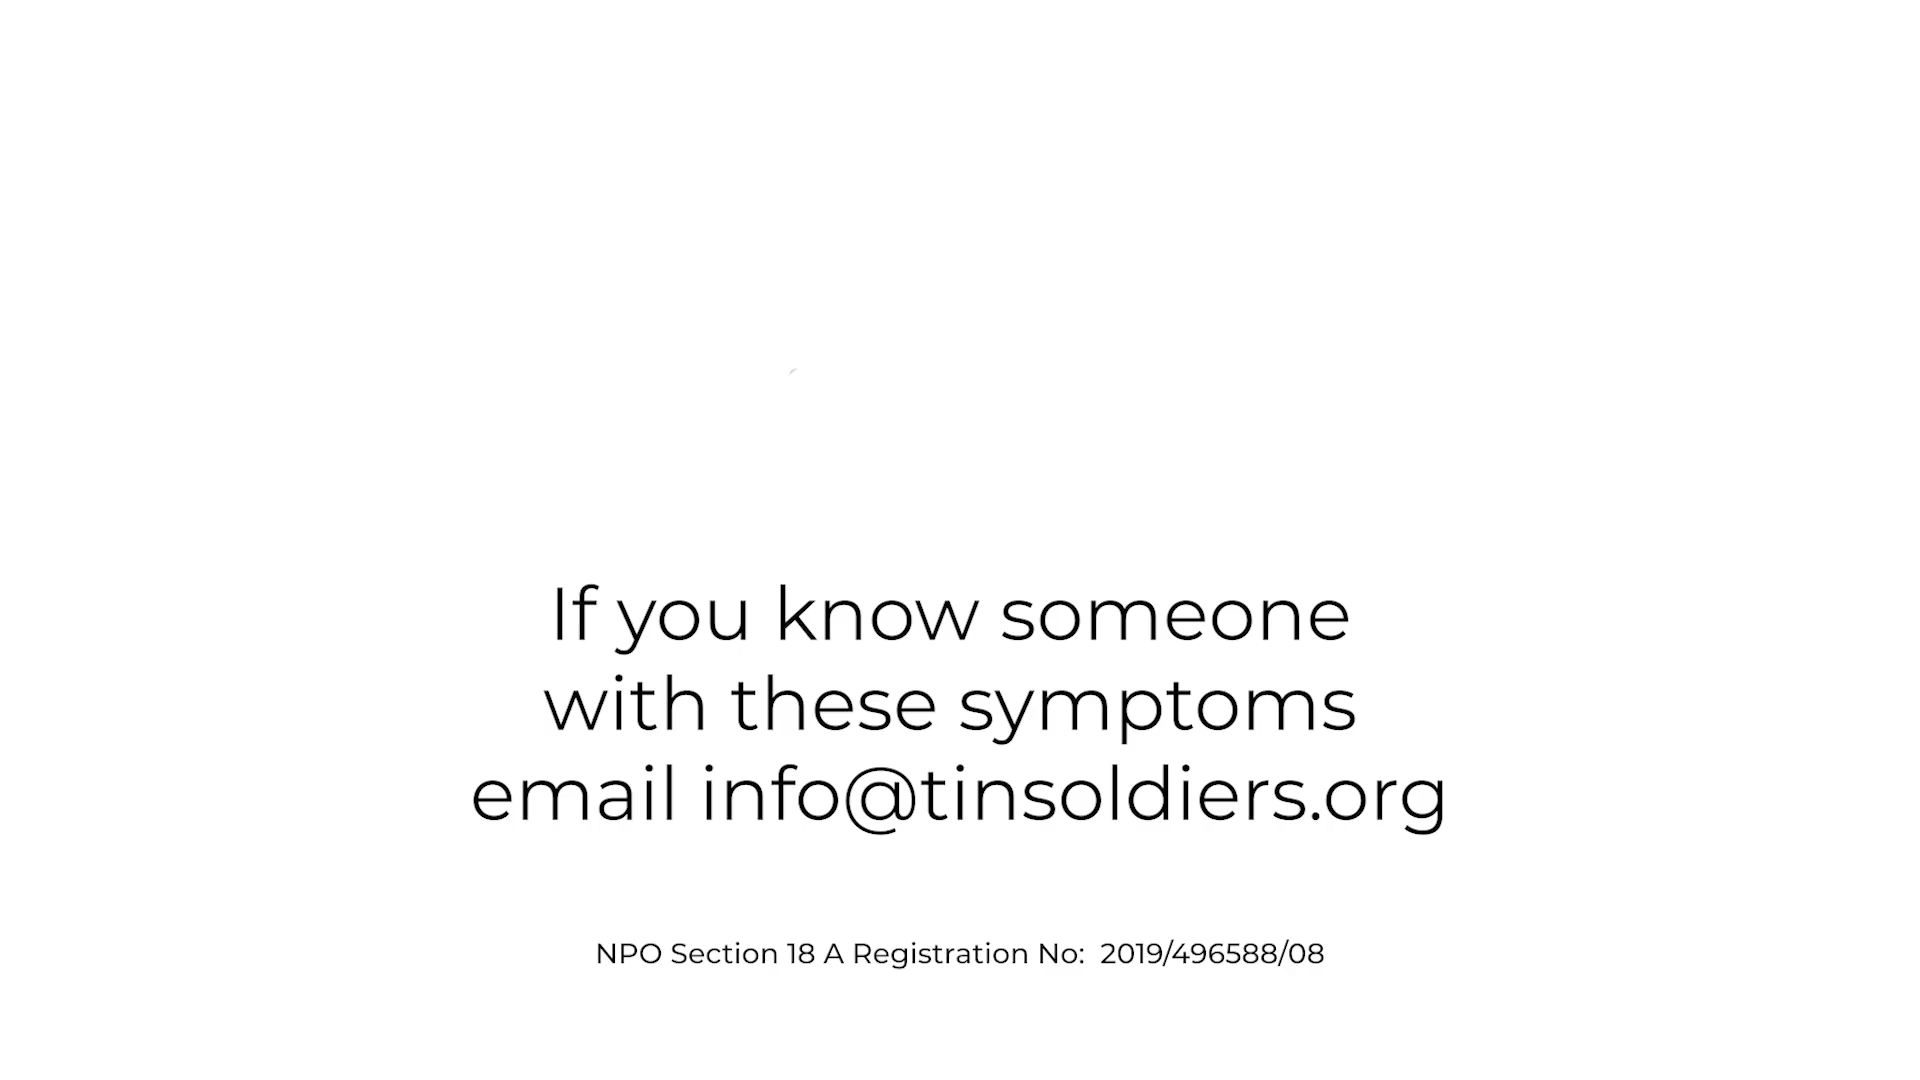 If you know someone
with these symptoms
email info@tinsoldiers.org
NPO Section 18 A Registration No:  2019/496588/08